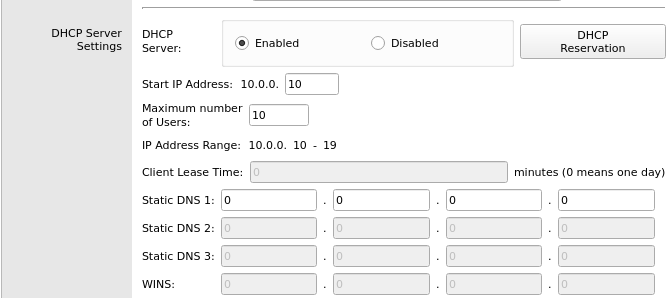 DHCP Server
Settings
DHCP
Server:
Enabled
Disabled
DHCP
Reservation
Start IP Address: 10.0.0. 10
Maximum number
of Users:
10
IP Address Range: 10.0.0. 10 - 19
Client Lease Time: 0 minutes (0 means one day)
Static DNS 1: 0 . 0 . 0 . 0
Static DNS 2: 0 . 0 . 0 . 0
Static DNS 3: 0 . 0 . 0 . 0
WINS: 0 . 0 . 0 . 0